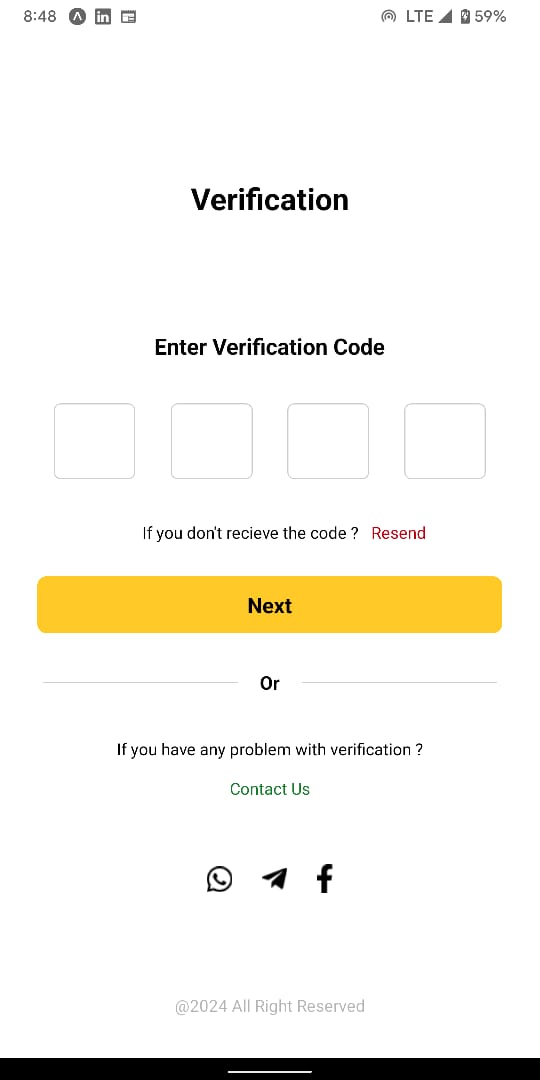 8:48 LTE 59%
Verification
Enter Verification Code
If you don't recieve the code ? Resend
Next
Or
If you have any problem with verification ?
Contact Us
@2024 All Right Reserved